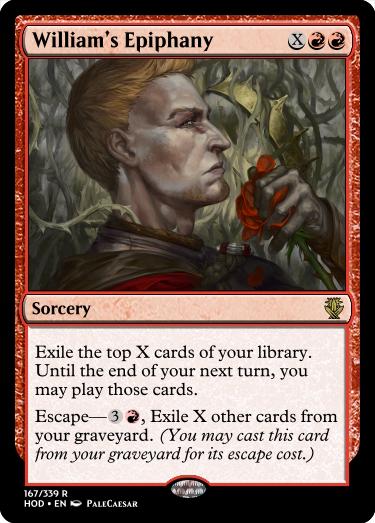 William's Epiphany X
Sorcery
Exile the top X cards of your library.
Until the end of your next turn, you
may play those cards.
Escape—3, Exile X other cards from
your graveyard. (You may cast this card
from your graveyard for its escape cost.)
167/339 R
HOD • EN PALECAESAR